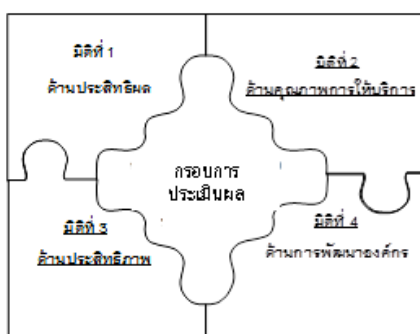 มิติที่ 1
ด้านประสิทธิผล
มิติที่ 2
ด้านคุณภาพการให้บริการ
กรอบการ
ประเมินผล
มิติที่ 3
ด้านประสิทธิภาพ
มิติที่ 4
ด้านการพัฒนาองค์กร